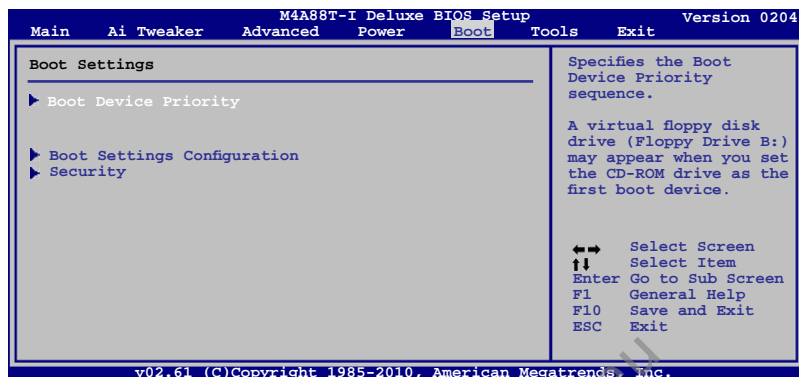 M4A88T-I Deluxe BIOS Setup Version 0204
Main Ai Tweaker Advanced Power Boot Tools Exit
Boot Settings
Boot Device Priority
Boot Settings Configuration
Security
Specifies the Boot
Device Priority
sequence.
A virtual floppy disk
drive (Floppy Drive B:)
may appear when you set
the CD-ROM drive as the
first boot device.
←→ Select Screen
↑↓ Select Item
Enter Go to Sub Screen
F1 General Help
F10 Save and Exit
ESC Exit
v02.61 (C)Copyright 1985-2010, American Megatrends, Inc.